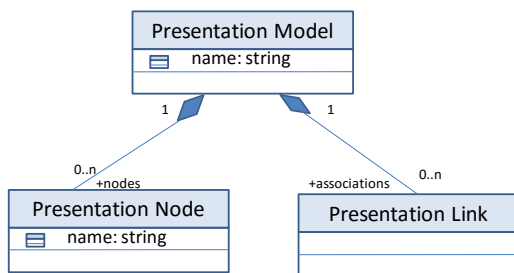 Presentation Model
name: string
1
1
0..n
+nodes
0..n
+associations
Presentation Node
name: string
Presentation Link